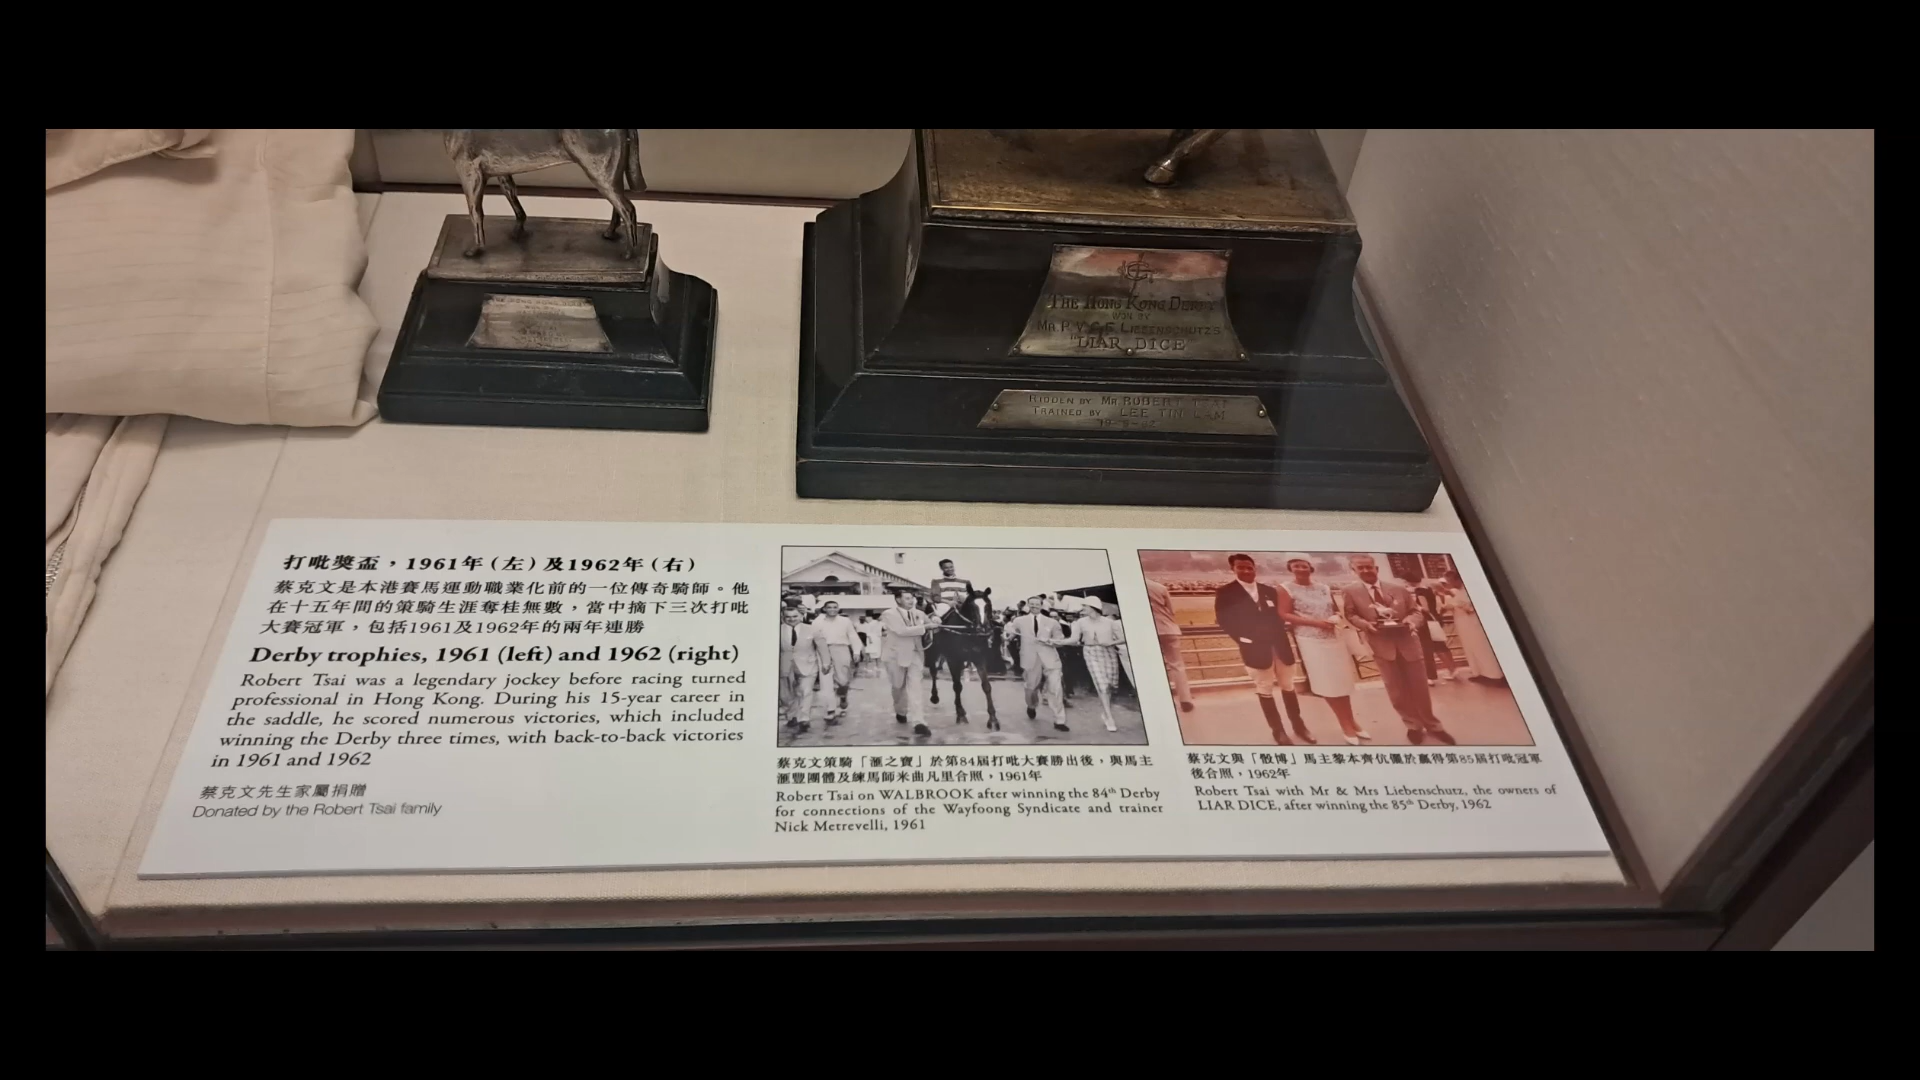 THE HONG KONG DERBY
WON BY
"LIAR DICE"
RIDDEN BY MR. ROBERT TSAI
TRAINED BY LEE TIN LAM
打吡獎盃，1961年（左）及1962年（右）
蔡克文是本港賽馬運動職業化前的一位傳奇騎師。他
在十五年間的策騎生涯奪桂無數，當中摘下三次打吡
大賽冠軍，包括1961及1962年的兩年連勝
Derby trophies, 1961 (left) and 1962 (right)
Robert Tsai was a legendary jockey before racing turned
professional in Hong Kong. During his 15-year career in
the saddle, he scored numerous victories, which included
winning the Derby three times, with back-to-back victories
in 1961 and 1962
蔡克文先生家屬捐贈
Donated by the Robert Tsai family
蔡克文策騎「滙之寶」於第84屆打吡大賽勝出後，與馬主
滙豐團體及練馬師米曲凡里合照，1961年
Robert Tsai on WALBROOK after winning the 84th Derby
for connections of the Wayfoong Syndicate and trainer
Nick Metrevelli, 1961
蔡克文與「骰博」馬主黎本齊伉儷於贏得第85屆打吡冠軍
後合照，1962年
Robert Tsai with Mr & Mrs Liebenschutz, the owners of
LIAR DICE, after winning the 85th Derby, 1962